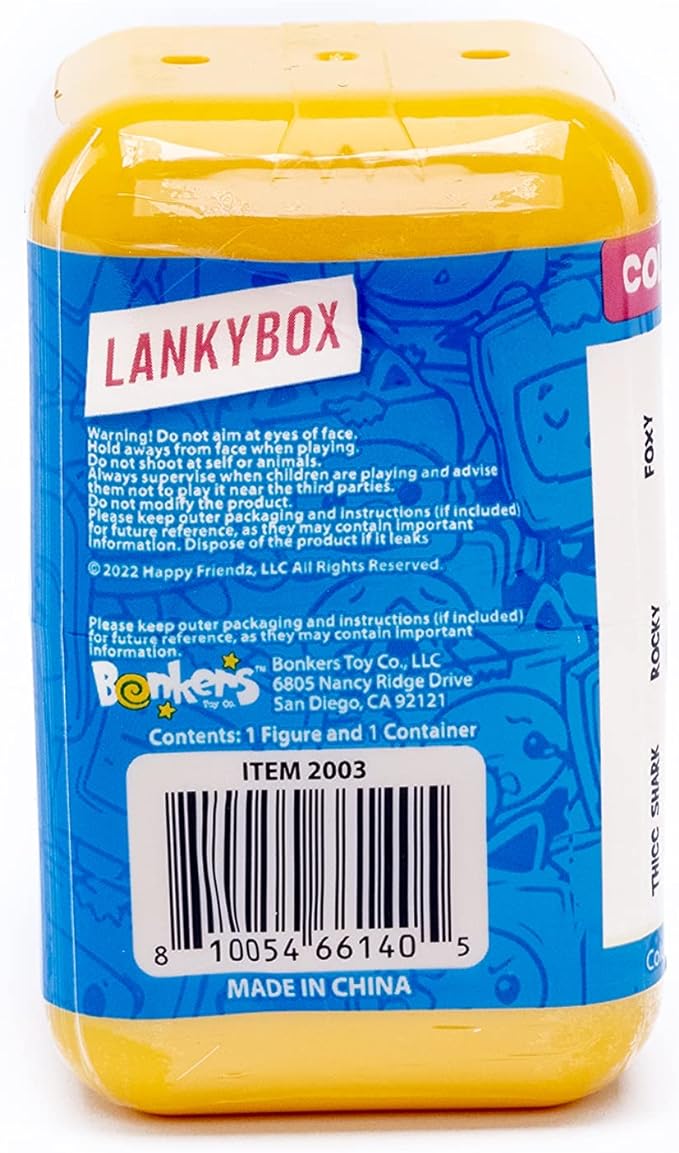 LANKYBOX
Warning! Do not aim at eyes of face.
Hold aways from face when playing.
Do not shoot at self or animals.
Always supervise when children are playing and advise
them not to play it near the third parties.
Do not modify the product.
Please keep outer packaging and instructions (if included)
for future reference, as they may contain important
information. Dispose of the product if it leaks
© 2022 Happy Friendz, LLC All Rights Reserved.
Please keep outer packaging and instructions (if included)
for future reference, as they may contain important
information.
Bonkers™
Toy Co.
Bonkers Toy Co., LLC
6805 Nancy Ridge Drive
San Diego, CA 92121
Contents: 1 Figure and 1 Container
ITEM 2003
8 10054 66140 5
MADE IN CHINA
COL
FOXY
ROCKY
THICC SHARK